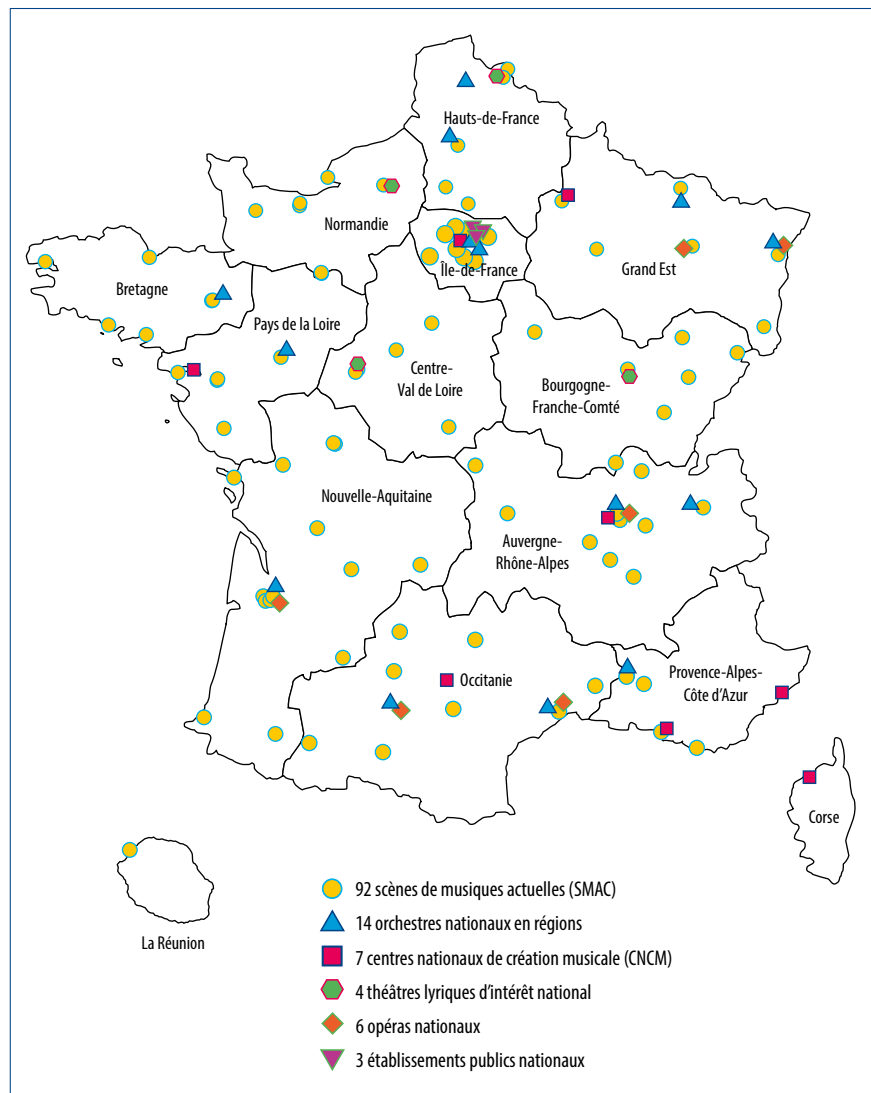 Hauts-de-France
Normandie
Île-de-France
Grand Est
Bretagne
Pays de la Loire
Centre-
Val de Loire
Bourgogne-
Franche-Comté
Nouvelle-Aquitaine
Auvergne-
Rhône-Alpes
Occitanie
Provence-Alpes-
Côte d'Azur
Corse
La Réunion
92 scènes de musiques actuelles (SMAC)
14 orchestres nationaux en régions
7 centres nationaux de création musicale (CNCM)
4 théâtres lyriques d'intérêt national
6 opéras nationaux
3 établissements publics nationaux